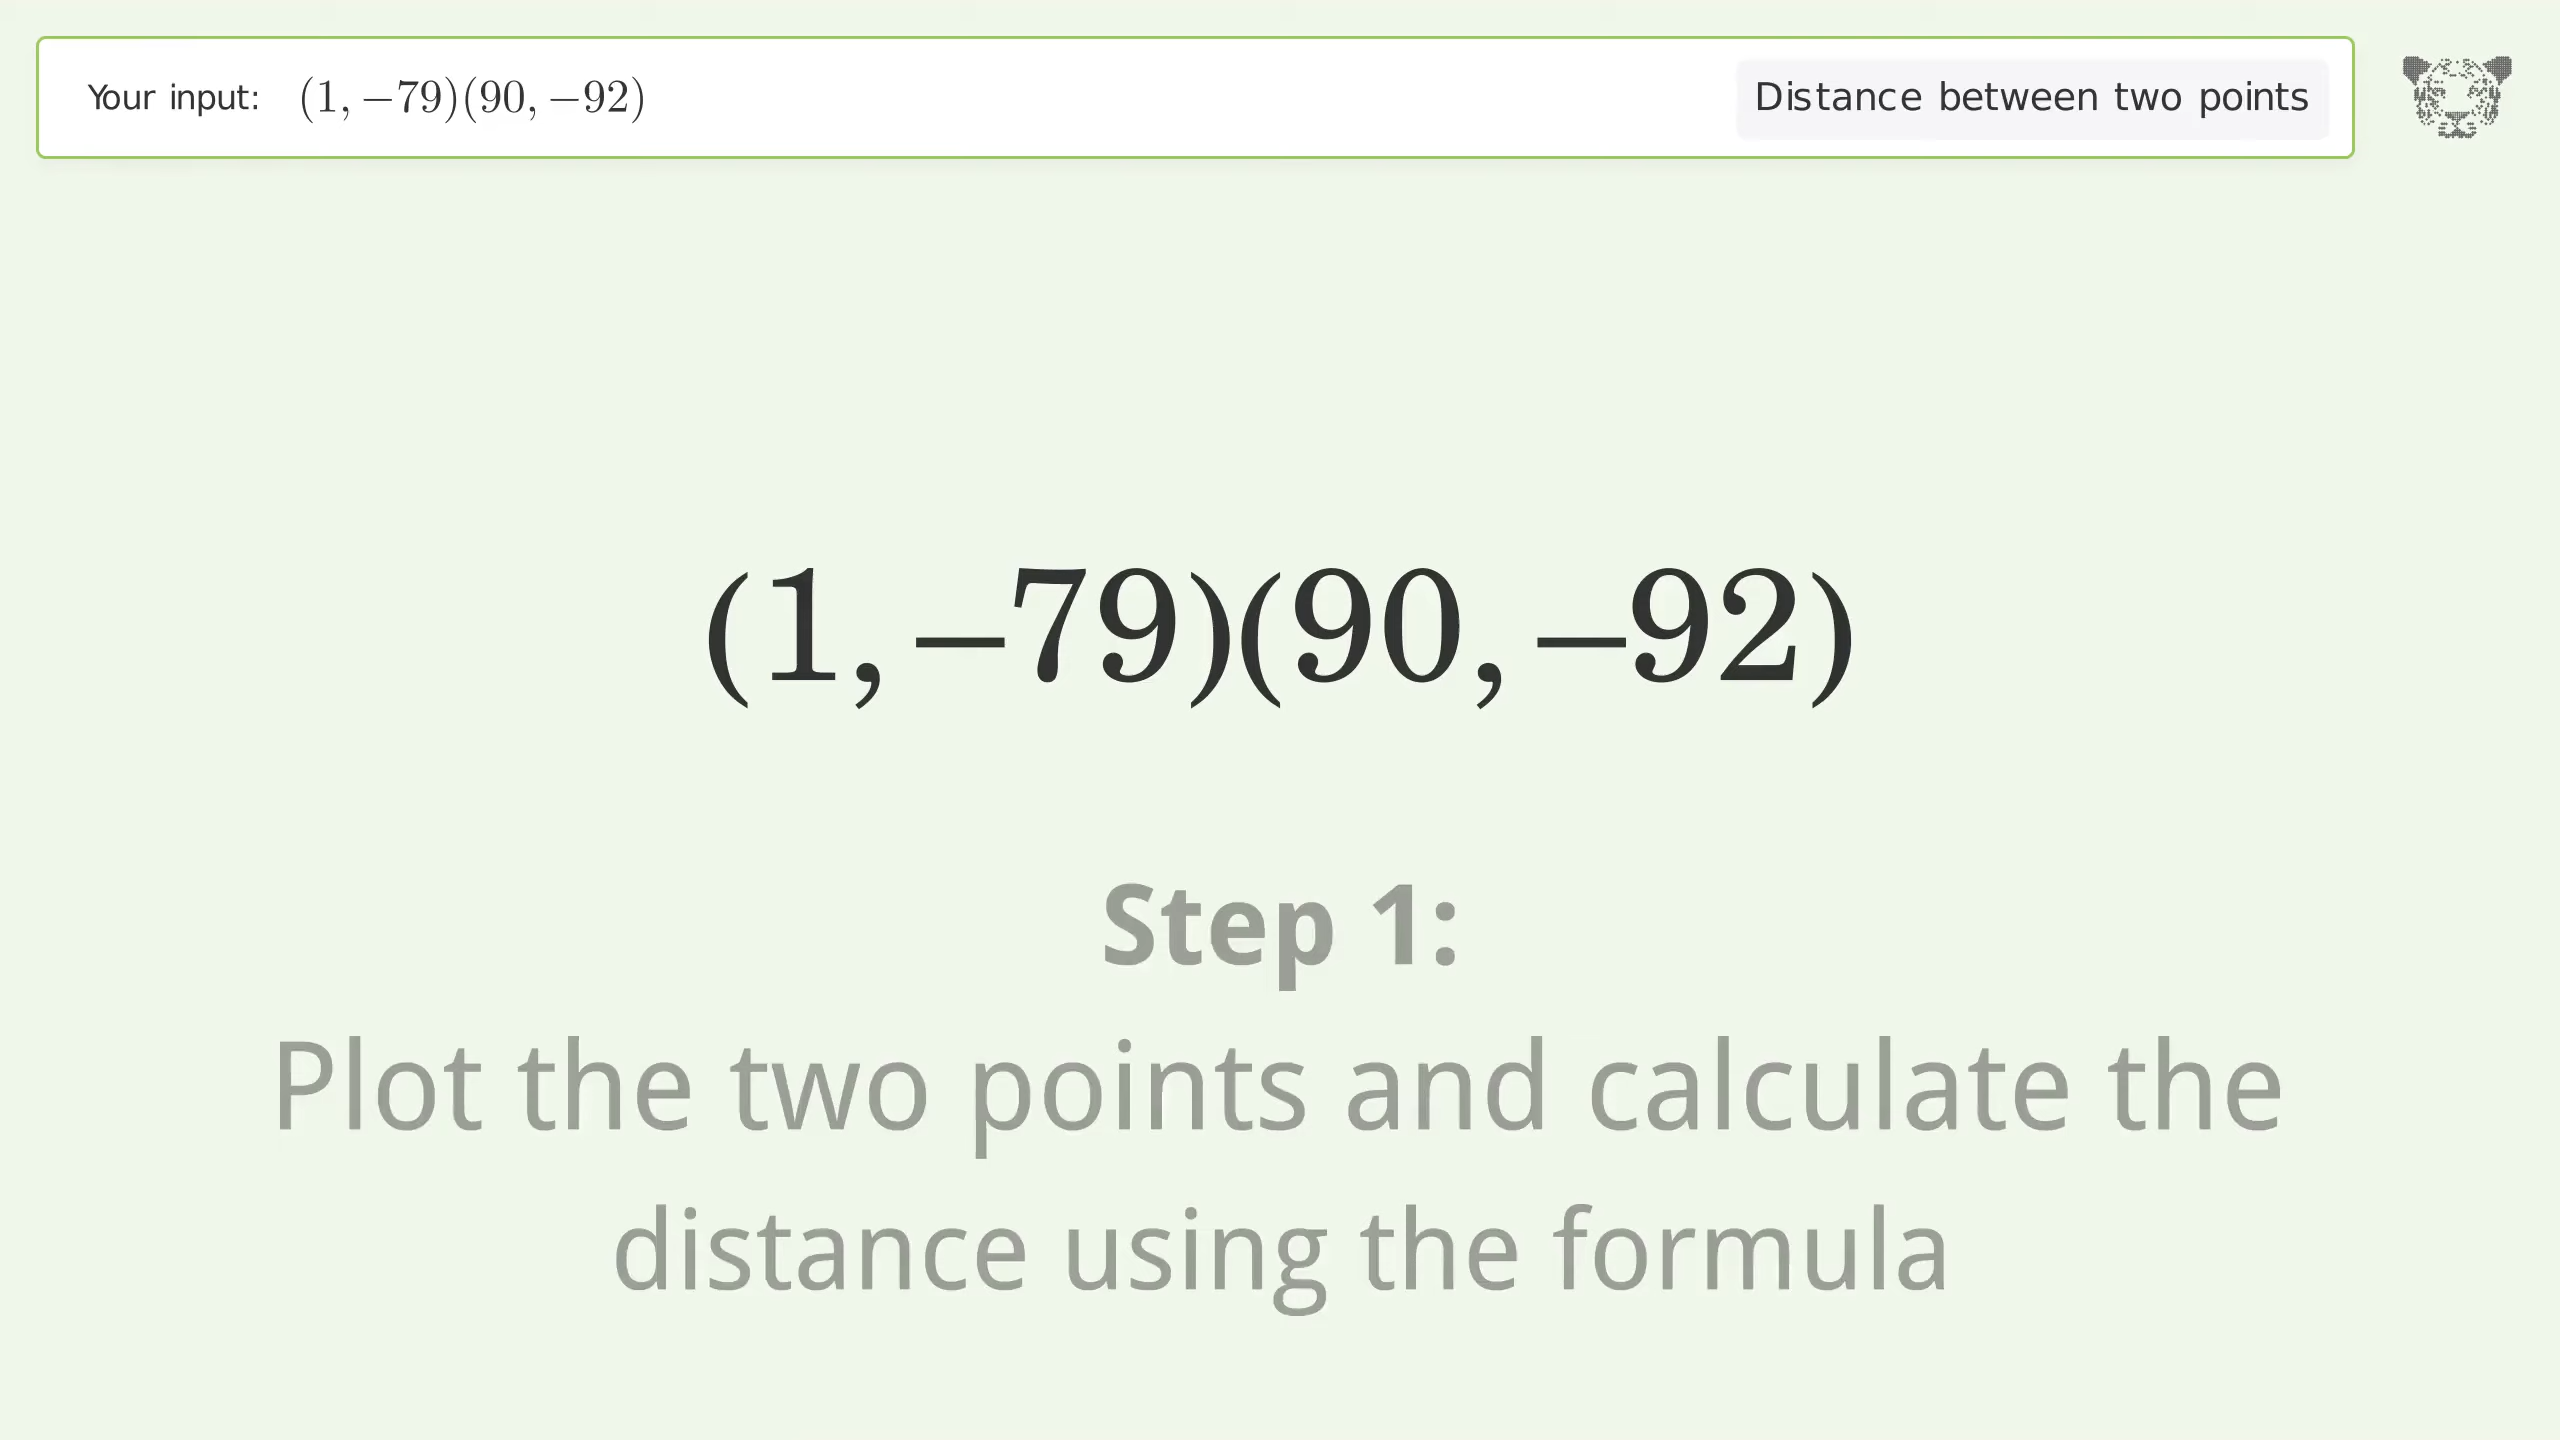 Your input: (1, −79)(90, −92)
Distance between two points
(1, −79)(90, −92)
Step 1:
Plot the two points and calculate the
distance using the formula